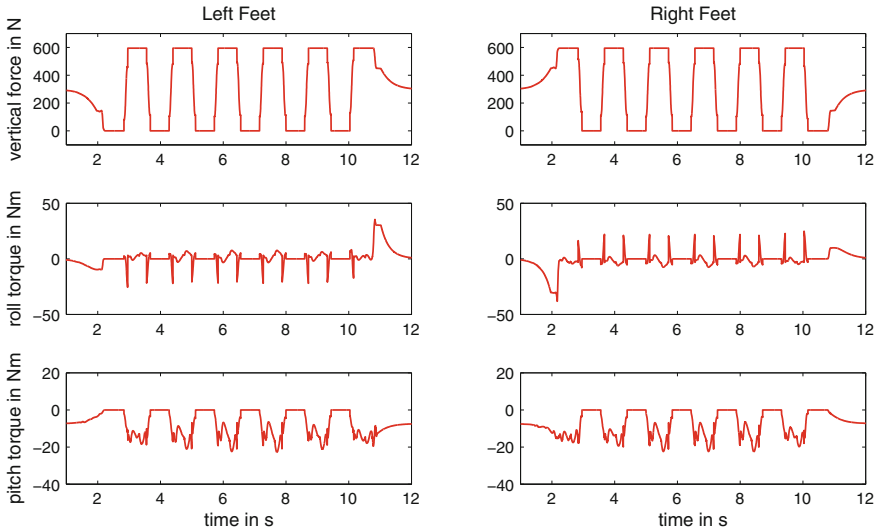 Left Feet
Right Feet
vertical force in N
600
400
200
0
2 4 6 8 10 12
600
400
200
0
2 4 6 8 10 12
roll torque in Nm
50
0
−50
2 4 6 8 10 12
50
0
−50
2 4 6 8 10 12
pitch torque in Nm
20
0
−20
−40
2 4 6 8 10 12
time in s
20
0
−20
−40
2 4 6 8 10 12
time in s